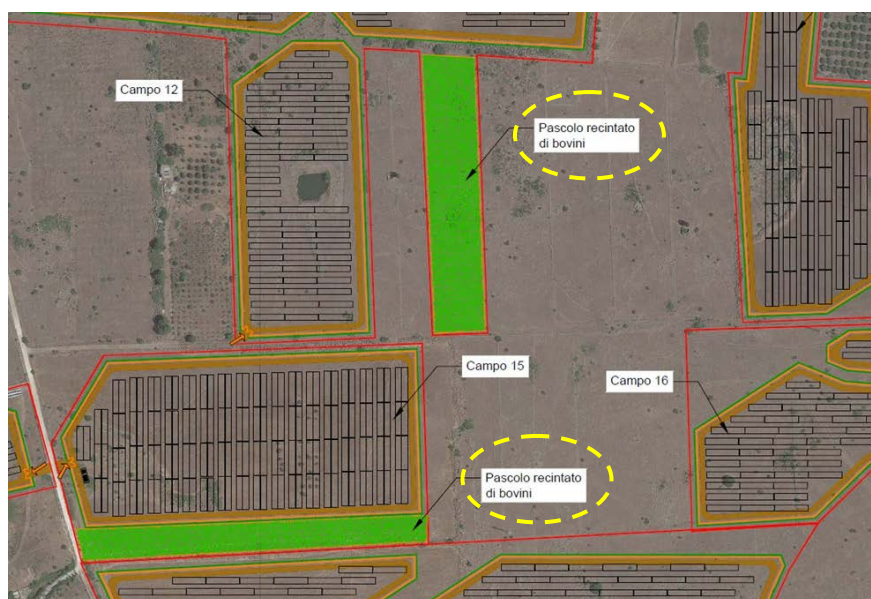 Campo 12
Pascolo recintato
di bovini
Campo 15
Campo 16
Pascolo recintato
di bovini